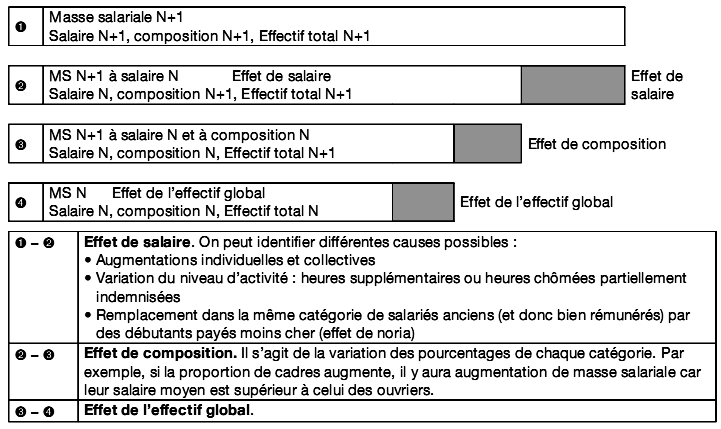 ❶ Masse salariale N+1
Salaire N+1, composition N+1, Effectif total N+1
❷ MS N+1 à salaire N Effet de salaire
Salaire N, composition N+1, Effectif total N+1
Effet de
salaire
❸ MS N+1 à salaire N et à composition N
Salaire N, composition N, Effectif total N+1
Effet de composition
❹ MS N Effet de l'effectif global
Salaire N, composition N, Effectif total N
Effet de l'effectif global
❶ – ❷ Effet de salaire. On peut identifier différentes causes possibles :
• Augmentations individuelles et collectives
• Variation du niveau d'activité : heures supplémentaires ou heures chômées partiellement
indemnisées
• Remplacement dans la même catégorie de salariés anciens (et donc bien rémunérés) par
des débutants payés moins cher (effet de noria)
❷ – ❸ Effet de composition. Il s'agit de la variation des pourcentages de chaque catégorie. Par
exemple, si la proportion de cadres augmente, il y aura augmentation de masse salariale car
leur salaire moyen est supérieur à celui des ouvriers.
❸ – ❹ Effet de l'effectif global.